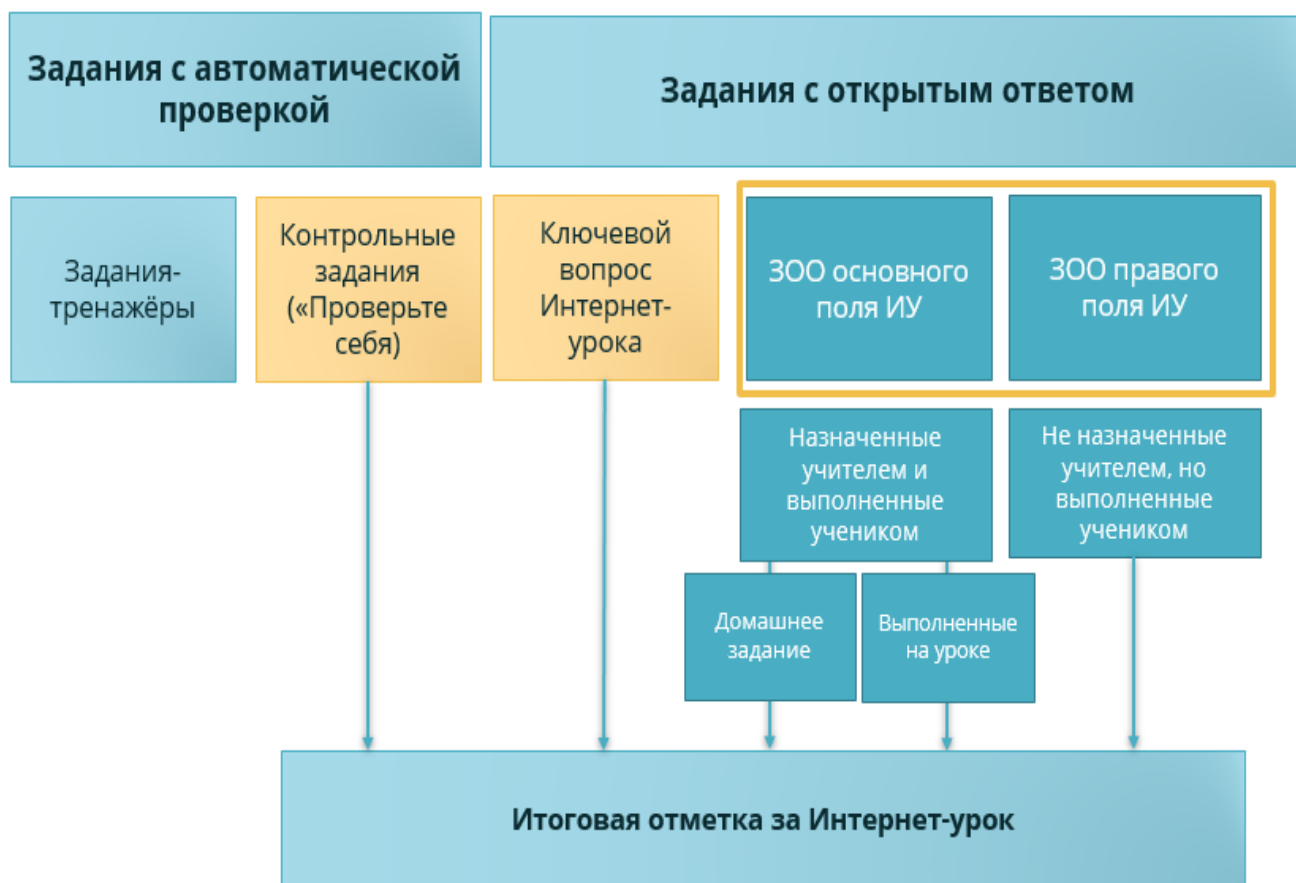 Задания с автоматической
проверкой
Задания с открытым ответом
Задания-
тренажёры
Контрольные
задания
(«Проверьте
себя)
Ключевой
вопрос
Интернет-
урока
ЗОО основного
поля ИУ
ЗОО правого
поля ИУ
Назначенные
учителем и
выполненные
учеником
Не назначенные
учителем, но
выполненные
учеником
Домашнее
задание
Выполненные
на уроке
Итоговая отметка за Интернет-урок